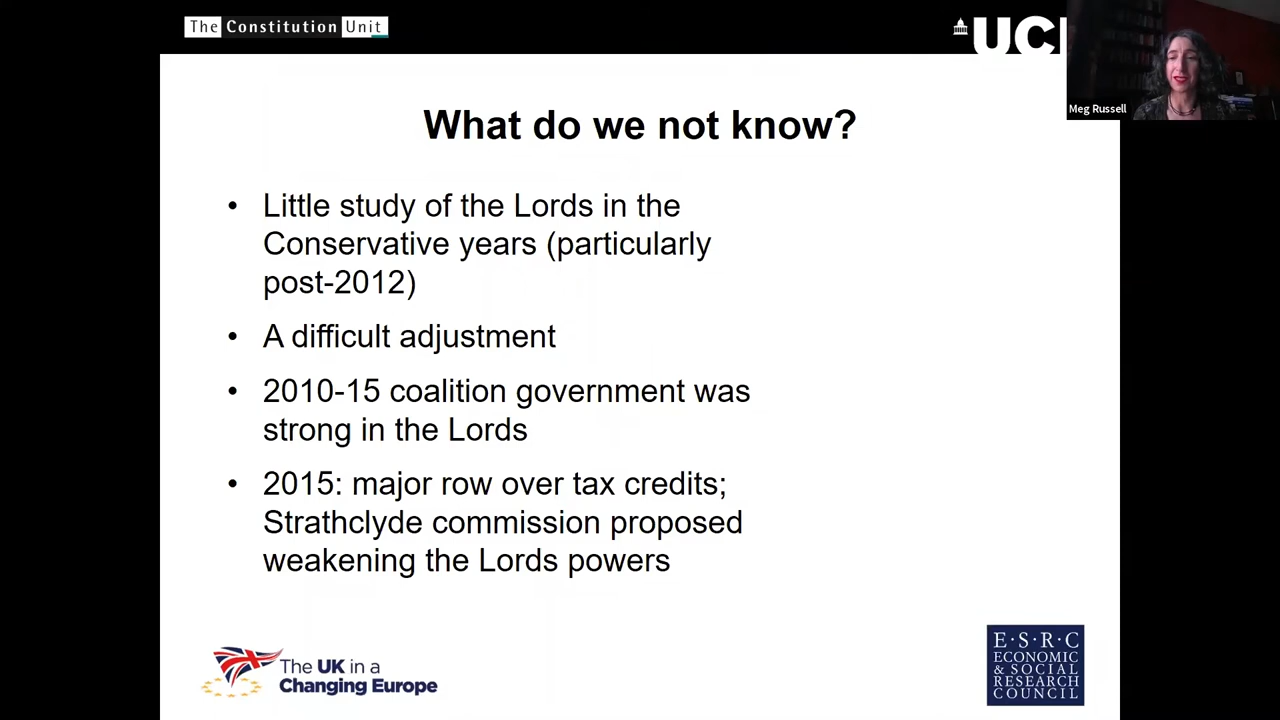 The Constitution Unit
UCL
Meg Russell
What do we not know?
• Little study of the Lords in the
Conservative years (particularly
post-2012)
• A difficult adjustment
• 2010-15 coalition government was
strong in the Lords
• 2015: major row over tax credits;
Strathclyde commission proposed
weakening the Lords powers
The UK in a
Changing Europe
E·S·R·C
ECONOMIC
& SOCIAL
RESEARCH
COUNCIL